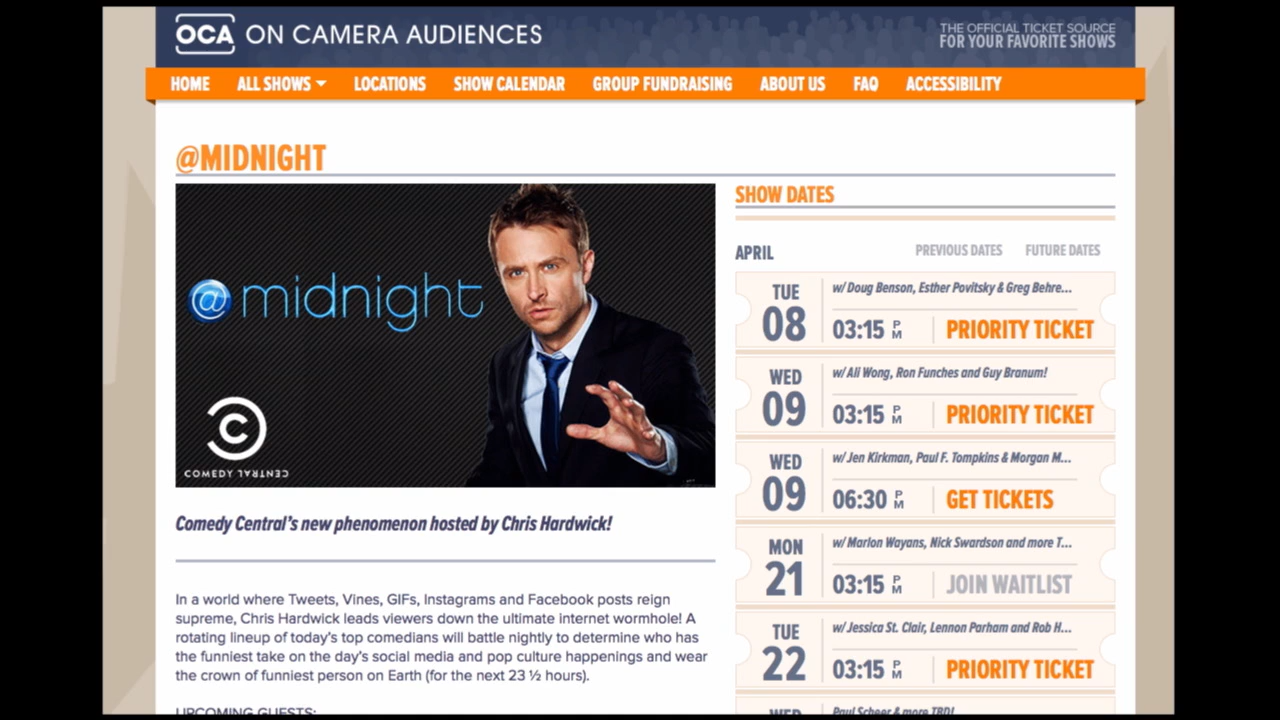 OCA ON CAMERA AUDIENCES
THE OFFICIAL TICKET SOURCE
FOR YOUR FAVORITE SHOWS
HOME ALL SHOWS LOCATIONS SHOW CALENDAR GROUP FUNDRAISING ABOUT US FAQ ACCESSIBILITY
@MIDNIGHT
@midnight
COMEDY CENTRAL
Comedy Central's new phenomenon hosted by Chris Hardwick!
In a world where Tweets, Vines, GIFs, Instagrams and Facebook posts reign
supreme, Chris Hardwick leads viewers down the ultimate internet wormhole! A
rotating lineup of today's top comedians will battle nightly to determine who has
the funniest take on the day's social media and pop culture happenings and wear
the crown of funniest person on Earth (for the next 23 ½ hours).
UPCOMING GUESTS:
SHOW DATES
APRIL PREVIOUS DATES FUTURE DATES
TUE
08
w/ Doug Benson, Esther Povitsky & Greg Behre...
03:15 PM PRIORITY TICKET
WED
09
w/ Ali Wong, Ron Funches and Guy Branum!
03:15 PM PRIORITY TICKET
WED
09
w/ Jen Kirkman, Paul F. Tompkins & Morgan M...
06:30 PM GET TICKETS
MON
21
w/ Marlon Wayans, Nick Swardson and more T...
03:15 PM JOIN WAITLIST
TUE
22
w/ Jessica St. Clair, Lennon Parham and Rob H...
03:15 PM PRIORITY TICKET
WED
Paul Scheer & more TBD!